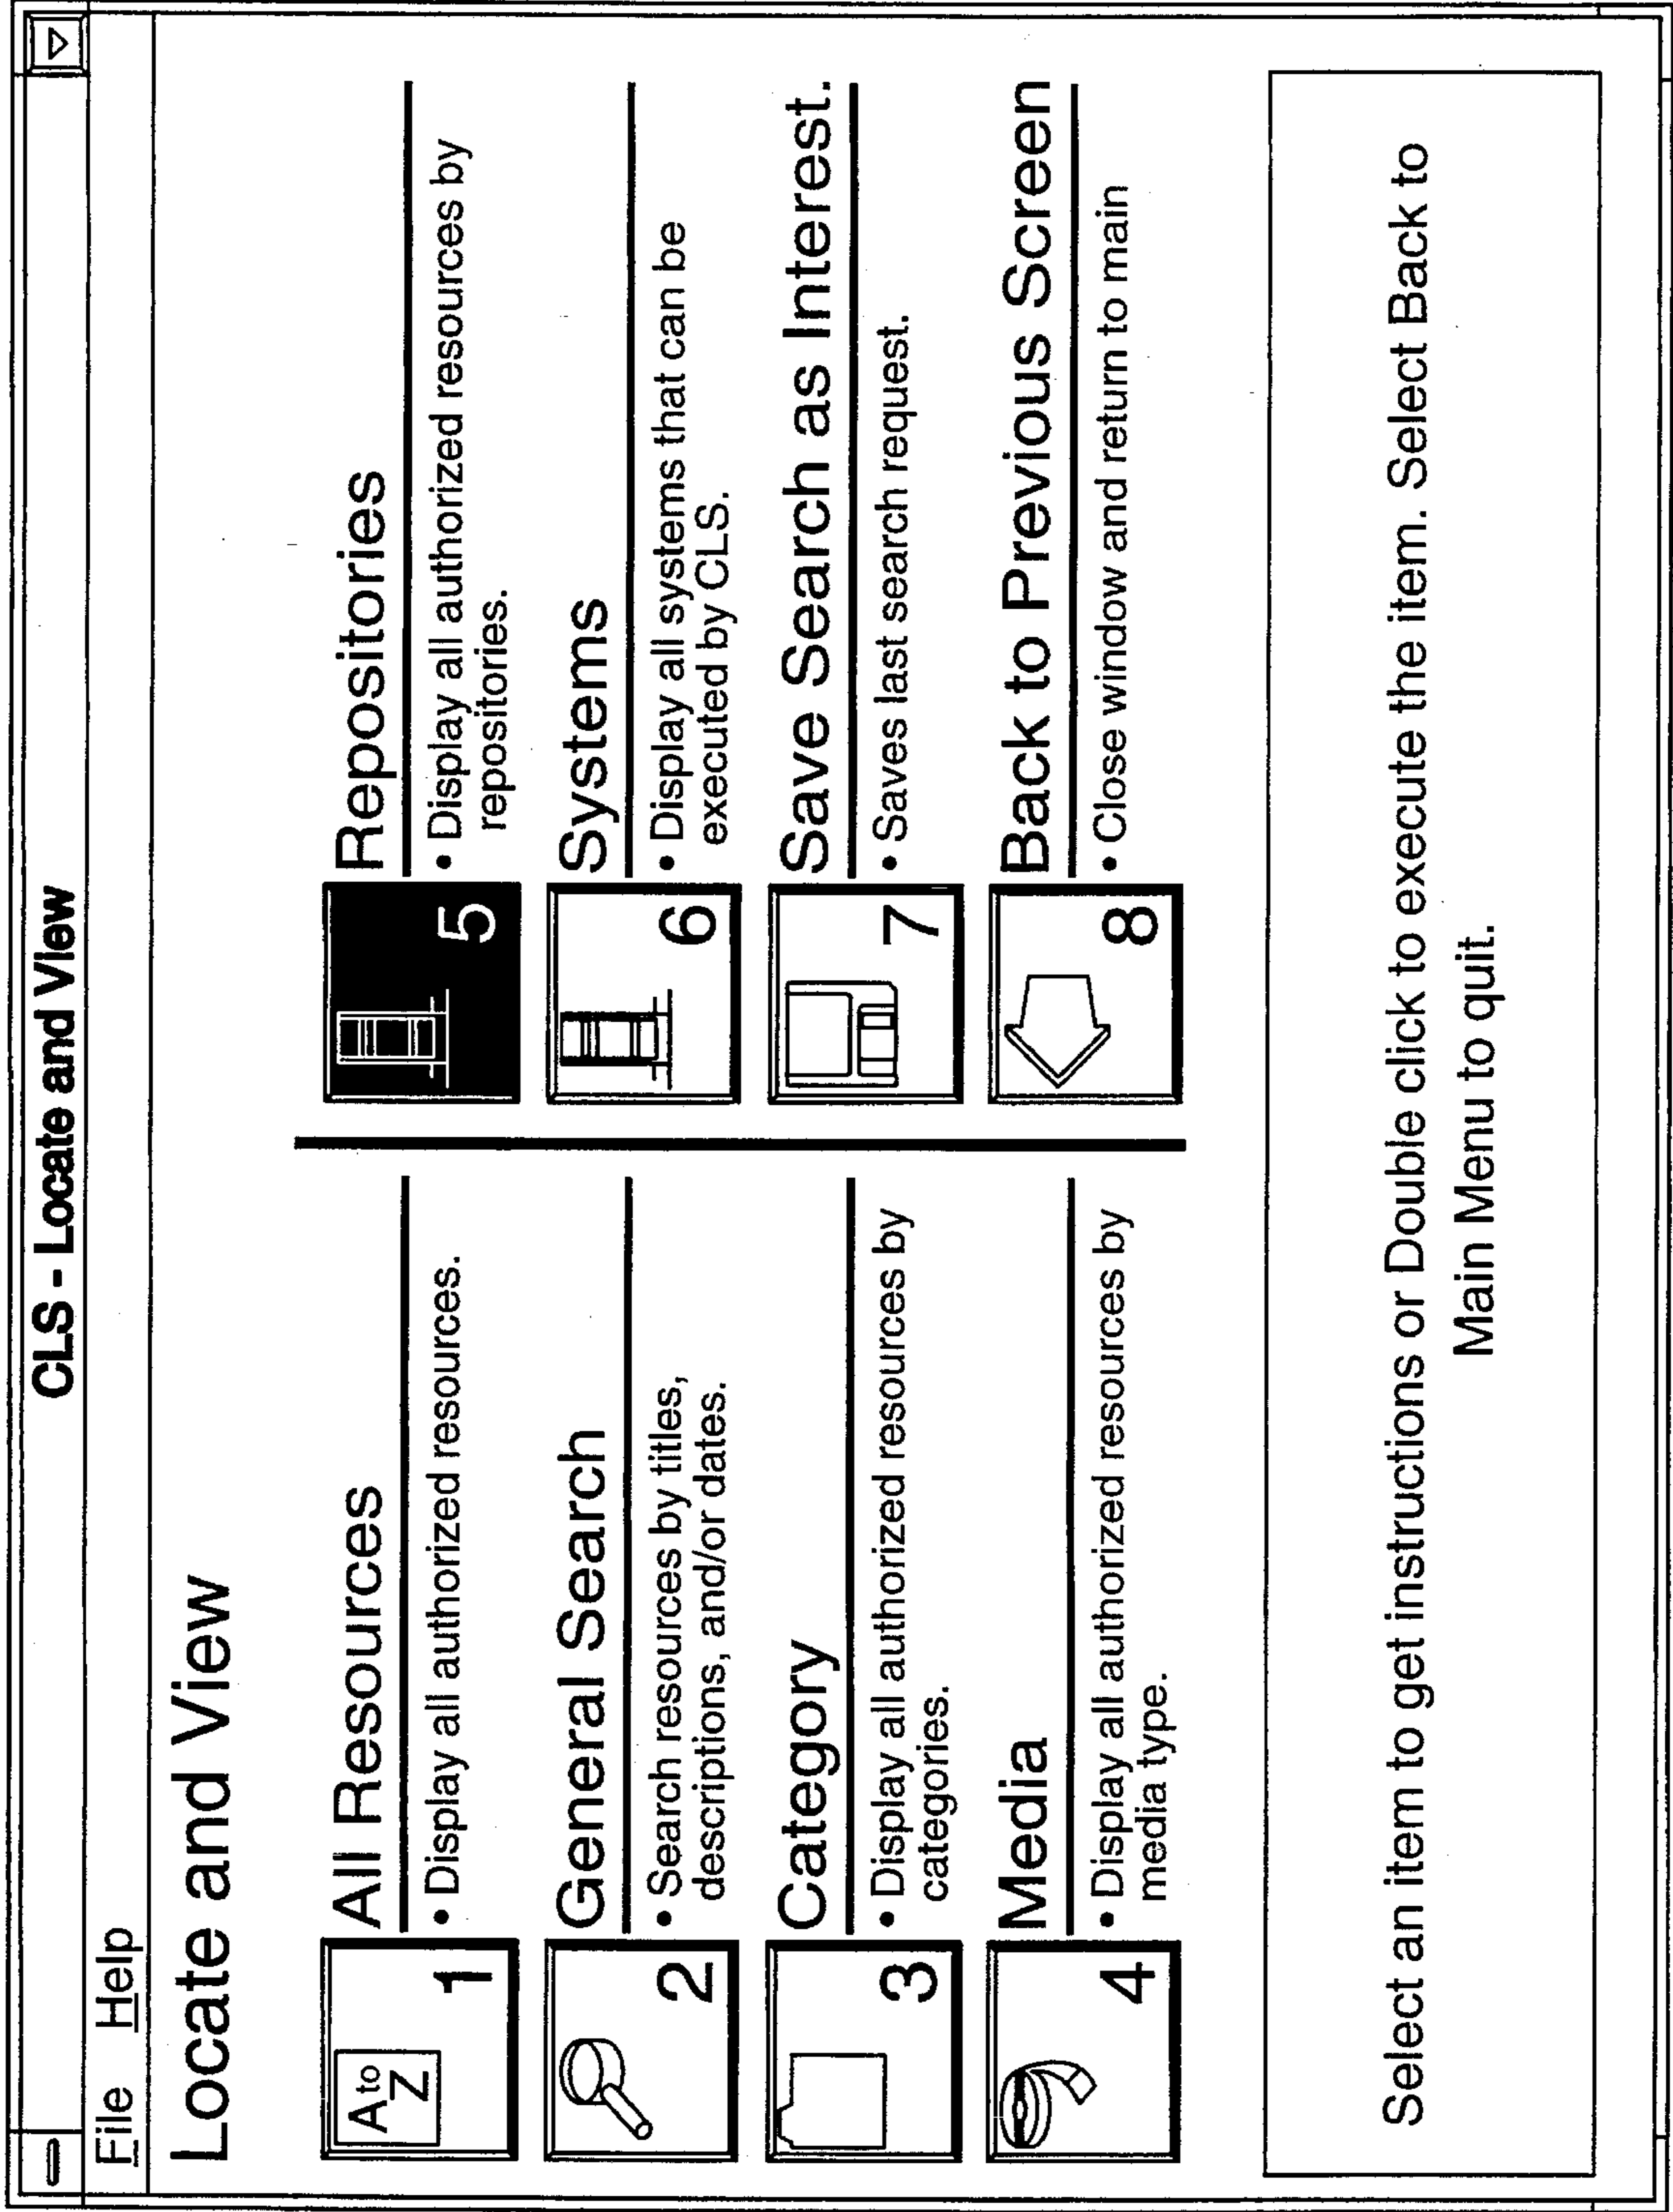 CLS - Locate and View
File Help
Locate and View
A to
Z
1
All Resources
• Display all authorized resources.
2
General Search
• Search resources by titles,
descriptions, and/or dates.
3
Category
• Display all authorized resources by
categories.
4
Media
• Display all authorized resources by
media type.
5
Repositories
• Display all authorized resources by
repositories.
6
Systems
• Display all systems that can be
executed by CLS.
7
Save Search as Interest.
• Saves last search request.
8
Back to Previous Screen
• Close window and return to main
Select an item to get instructions or Double click to execute the item. Select Back to
Main Menu to quit.